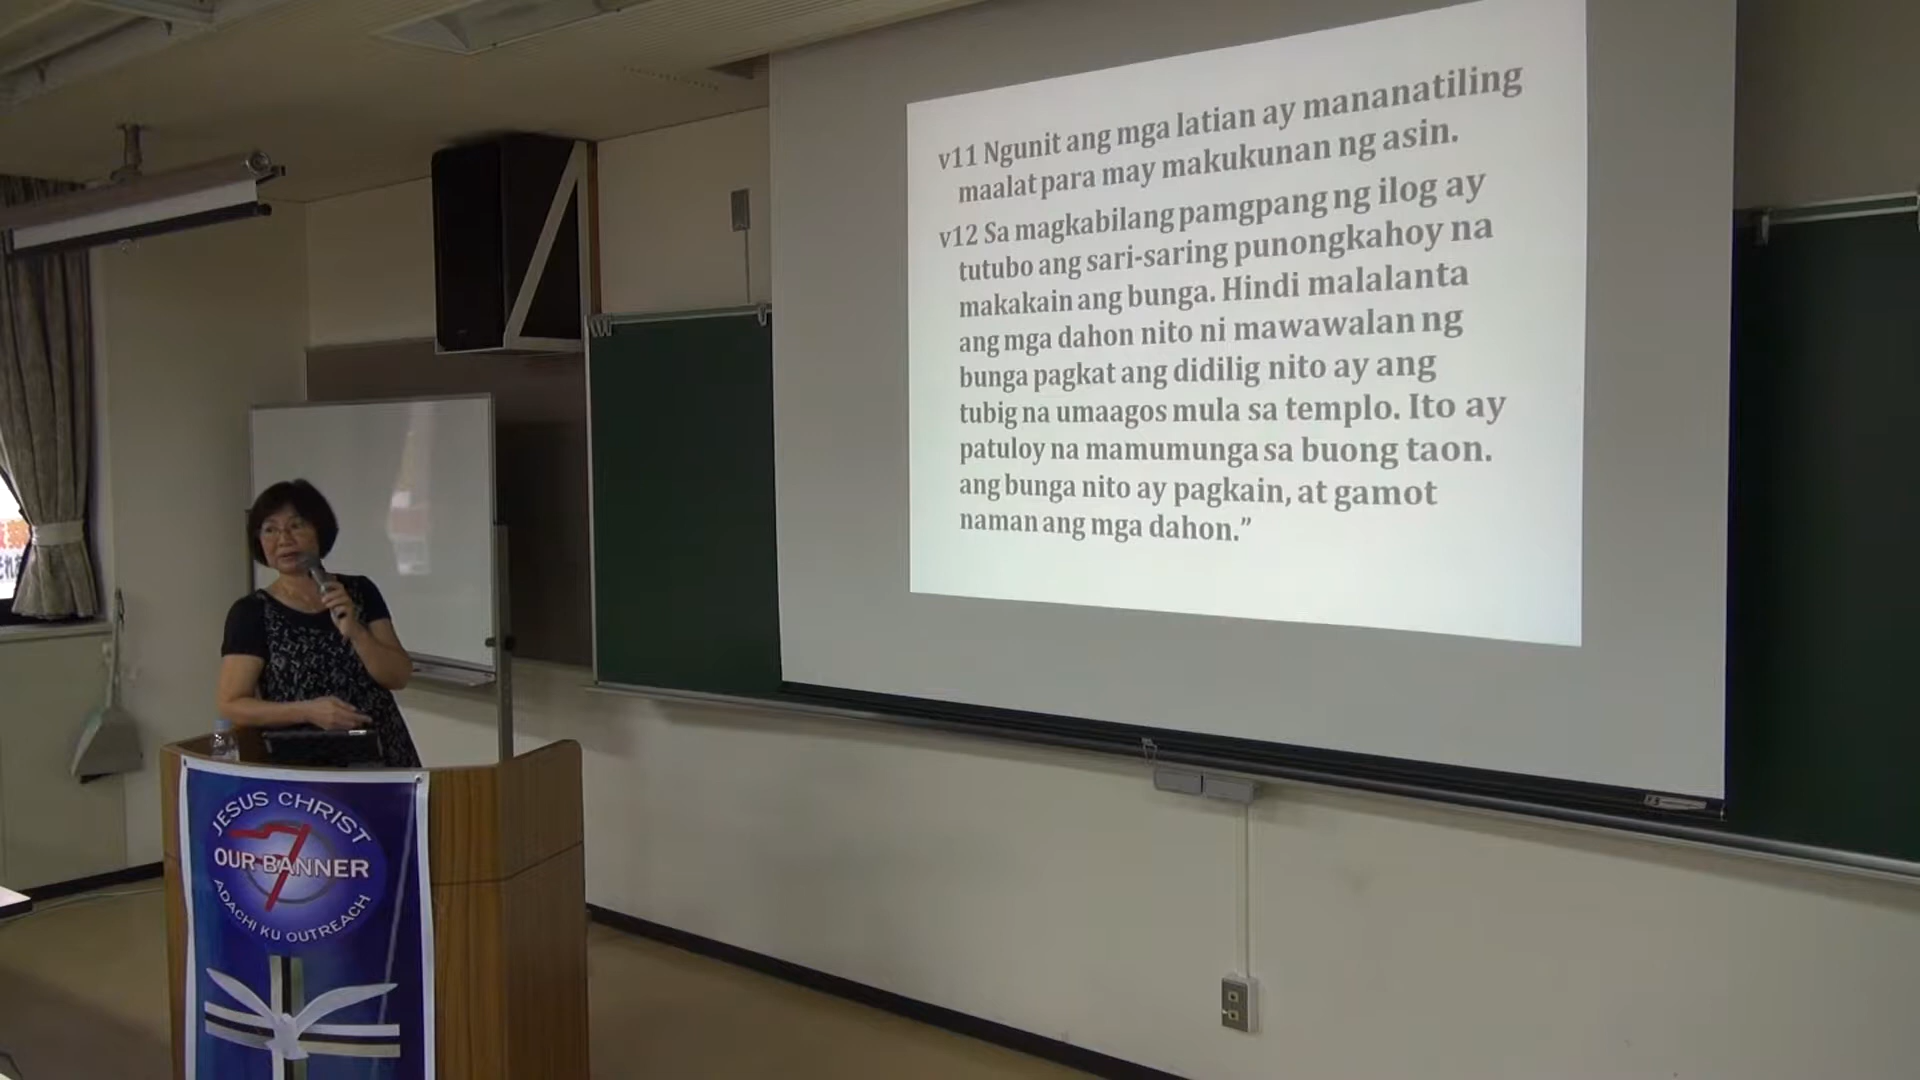 v11 Ngunit ang mga latian ay mananatiling
maalat para may makukunan ng asin.
v12 Sa magkabilang pamgpang ng ilog ay
tutubo ang sari-saring punongkahoy na
makakain ang bunga. Hindi malalanta
ang mga dahon nito ni mawawalan ng
bunga pagkat ang didilig nito ay ang
tubig na umaagos mula sa templo. Ito ay
patuloy na mamumunga sa buong taon.
ang bunga nito ay pagkain, at gamot
naman ang mga dahon.”
JESUS CHRIST
OUR BANNER
ADACHI KU OUTREACH